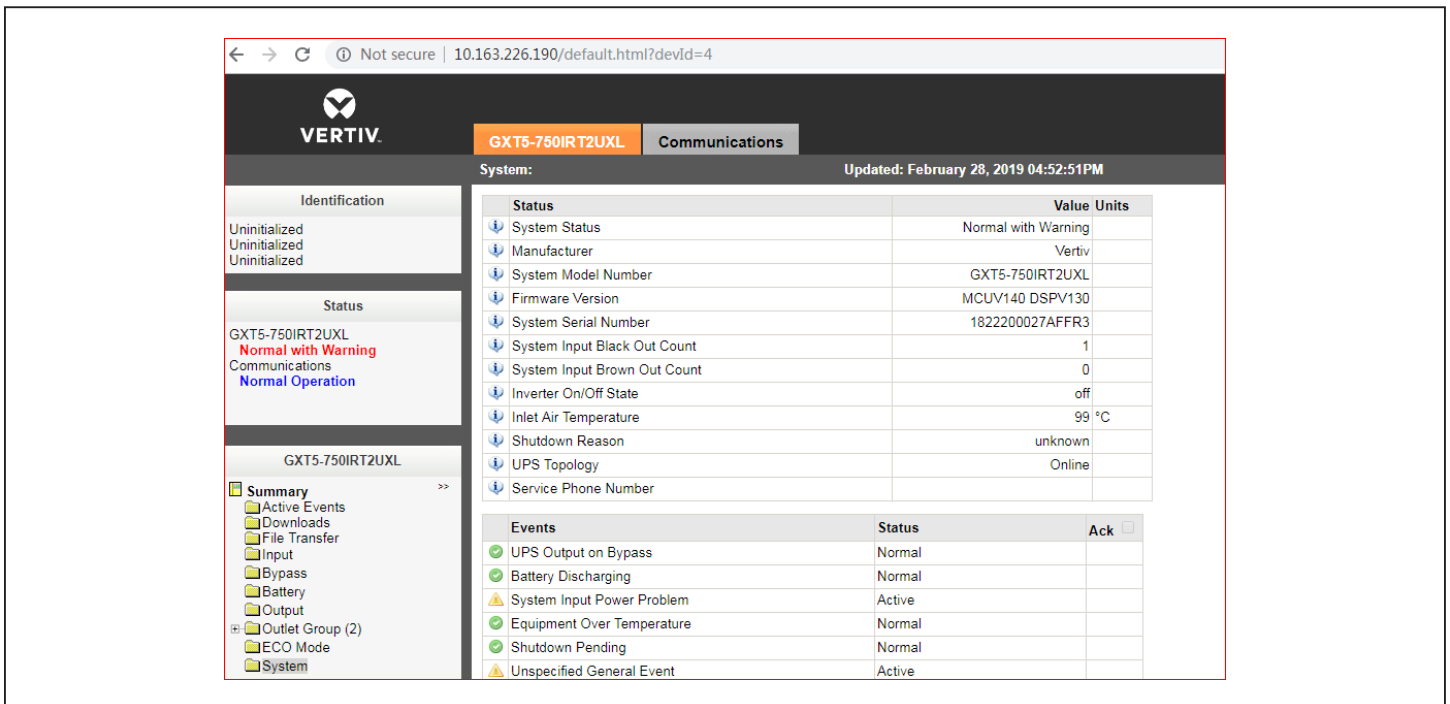 Not secure | 10.163.226.190/default.html?devId=4
VERTIV.
GXT5-750IRT2UXL Communications
System: Updated: February 28, 2019 04:52:51PM
Identification
Uninitialized
Uninitialized
Uninitialized
Status
GXT5-750IRT2UXL
Normal with Warning
Communications
Normal Operation
GXT5-750IRT2UXL
Summary >>
Active Events
Downloads
File Transfer
Input
Bypass
Battery
Output
Outlet Group (2)
ECO Mode
System
Status Value Units
System Status Normal with Warning
Manufacturer Vertiv
System Model Number GXT5-750IRT2UXL
Firmware Version MCUV140 DSPV130
System Serial Number 1822200027AFFR3
System Input Black Out Count 1
System Input Brown Out Count 0
Inverter On/Off State off
Inlet Air Temperature 99 °C
Shutdown Reason unknown
UPS Topology Online
Service Phone Number
Events Status Ack
UPS Output on Bypass Normal
Battery Discharging Normal
System Input Power Problem Active
Equipment Over Temperature Normal
Shutdown Pending Normal
Unspecified General Event Active